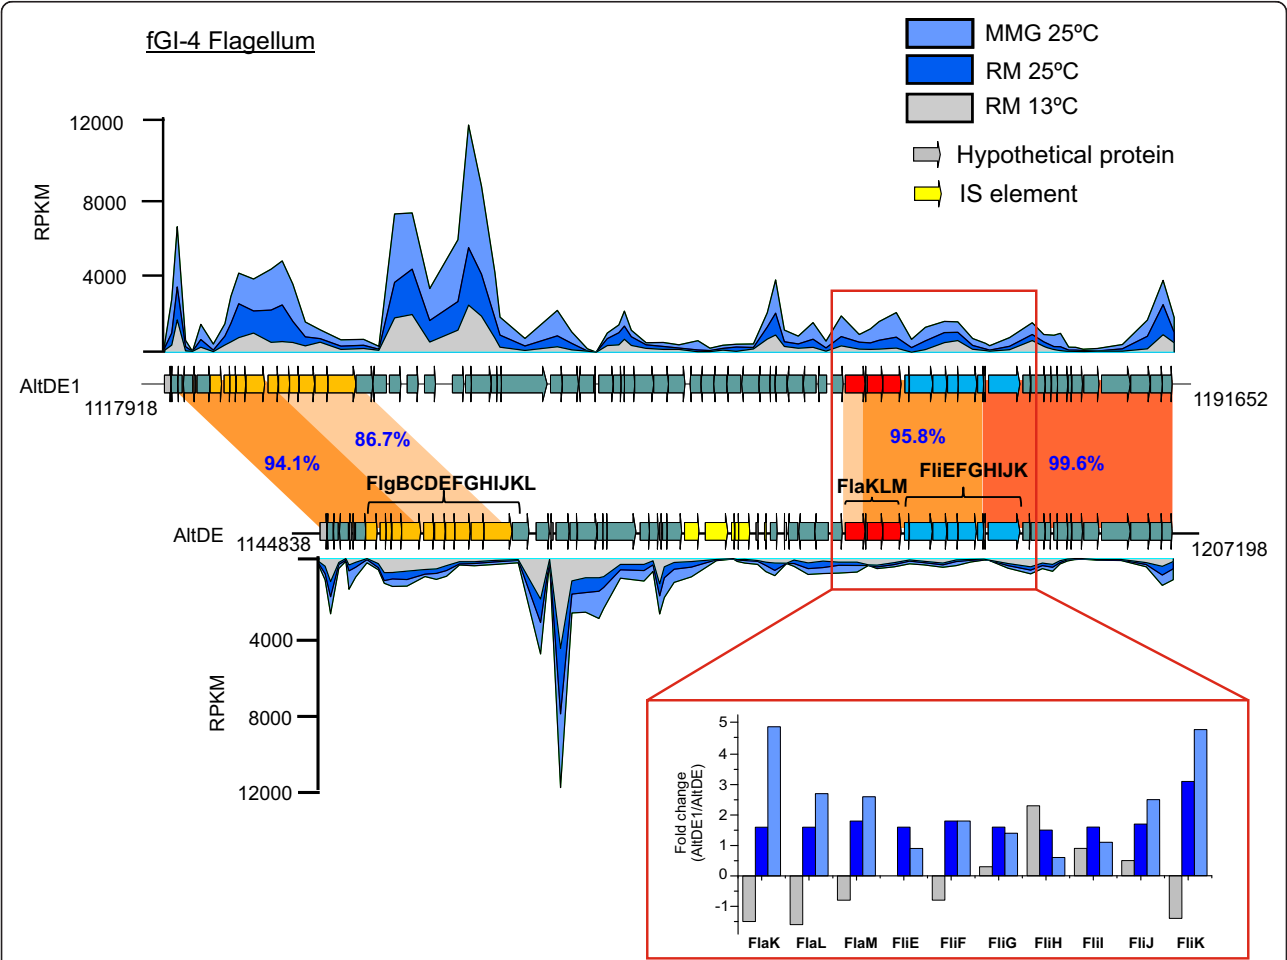 fGI-4 Flagellum
MMG 25ºC
RM 25ºC
RM 13ºC
Hypothetical protein
IS element
12000
8000
4000
RPKM
AltDE1
1117918
1191652
94.1%
86.7%
95.8%
99.6%
FlgBCDEFGHIJKL
FlaKLM
FliEFGHIJK
AltDE
1144838
1207198
4000
8000
12000
RPKM
Fold change
(AltDE1/AltDE)
5
4
3
2
1
0
-1
FlaK FlaL FlaM FliE FliF FliG FliH FliI FliJ FliK